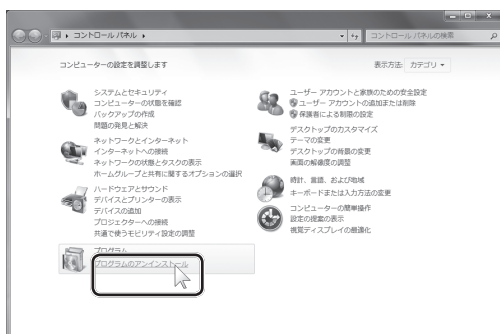 コントロール パネル
コントロール パネルの検索
コンピューターの設定を調整します
表示方法: カテゴリ
システムとセキュリティ
コンピューターの状態を確認
バックアップの作成
問題の発見と解決
ネットワークとインターネット
インターネットへの接続
ネットワークの状態とタスクの表示
ホームグループと共有に関するオプションの選択
ハードウェアとサウンド
デバイスとプリンターの表示
デバイスの追加
プロジェクターへの接続
共通で使うモビリティ設定の調整
プログラム
プログラムのアンインストール
ユーザー アカウントと家族のための安全設定
ユーザー アカウントの追加または削除
保護者による制限の設定
デスクトップのカスタマイズ
テーマの変更
デスクトップの背景の変更
画面の解像度の調整
時計、言語、および地域
キーボードまたは入力方法の変更
コンピューターの簡単操作
設定の提案の表示
視覚ディスプレイの最適化